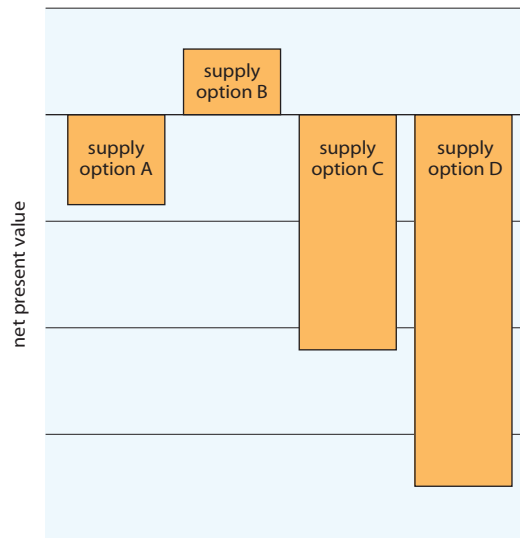 supply
option B
supply
option A
supply
option C
supply
option D
net present value